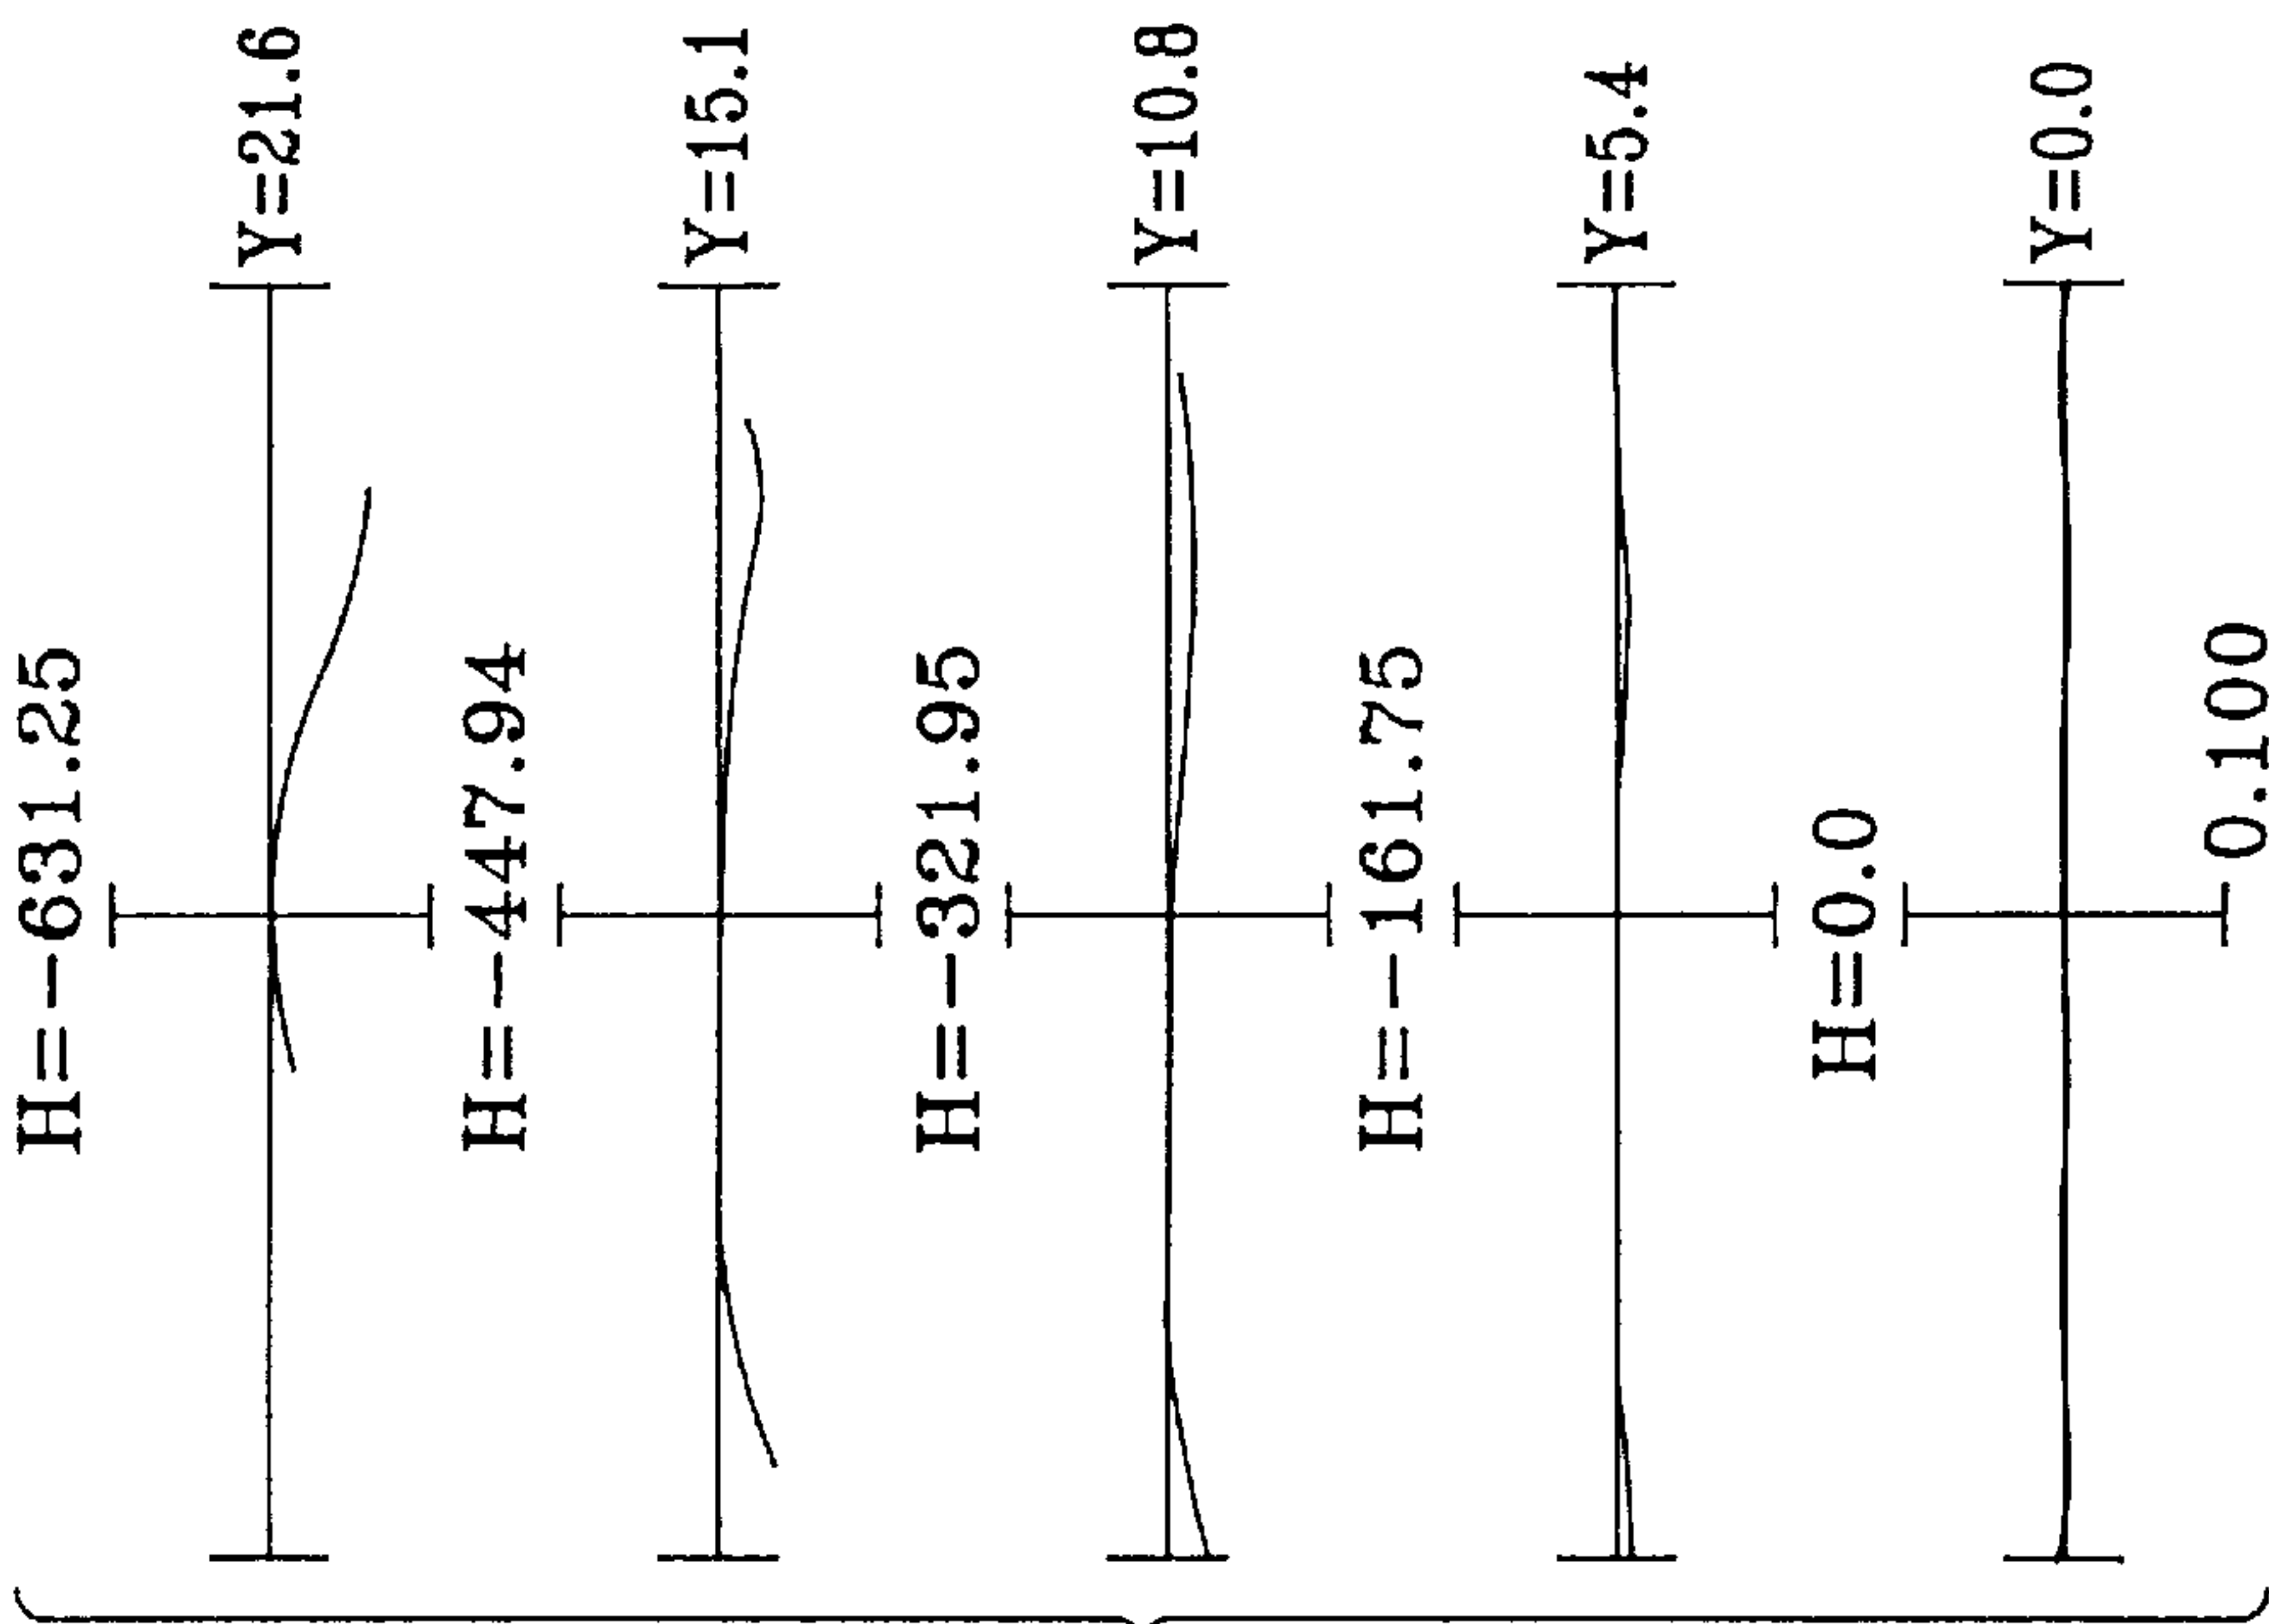 H=-631.25
Y=21.6
H=-447.94
Y=15.1
H=-321.95
Y=10.8
H=-161.75
Y=5.4
H=0.0
Y=0.0
0.100